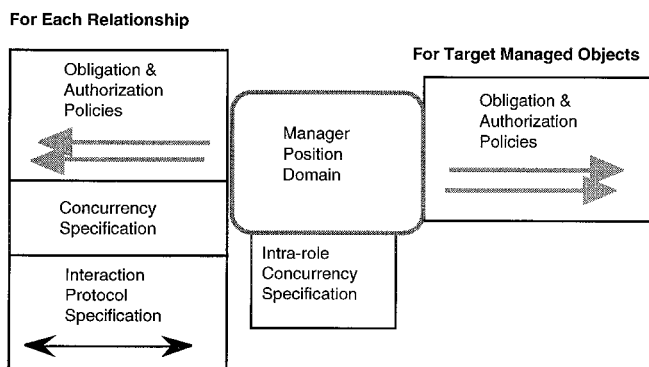 For Each Relationship
Obligation &
Authorization
Policies
Concurrency
Specification
Interaction
Protocol
Specification
Manager
Position
Domain
Intra-role
Concurrency
Specification
For Target Managed Objects
Obligation &
Authorization
Policies